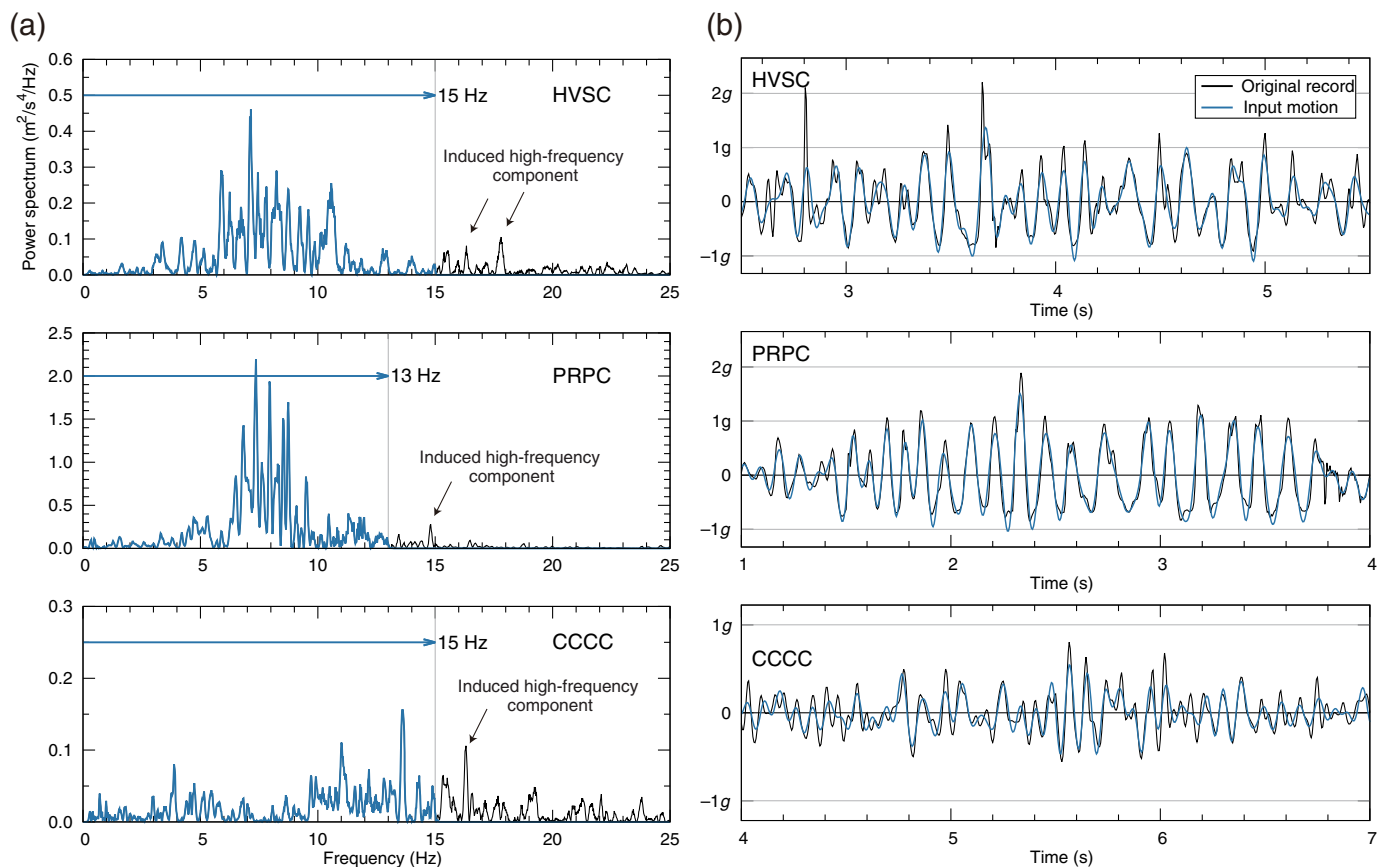 (a)
Power spectrum (m²/s⁴/Hz)
0.6
0.5
0.4
0.3
0.2
0.1
0.0
15 Hz
HVSC
Induced high-frequency
component
0 5 10 15 20 25
2.5
2.0
1.5
1.0
0.5
0.0
13 Hz
PRPC
Induced high-frequency
component
0 5 10 15 20 25
0.3
0.2
0.1
0.0
15 Hz
CCCC
Induced high-frequency
component
0 5 10 15 20 25
Frequency (Hz)
(b)
HVSC
Original record
Input motion
2g
1g
0
−1g
3 4 5
Time (s)
PRPC
2g
1g
0
−1g
1 2 3 4
Time (s)
CCCC
1g
0
−1g
4 5 6 7
Time (s)